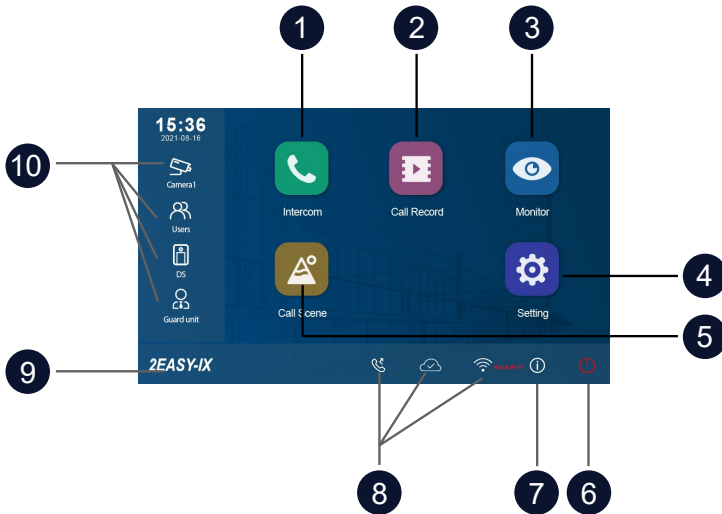 1
2
3
15:36
2021-08-16
10
Camera1
Intercom
Call Record
Monitor
Users
DS
4
Guard unit
Call Scene
Setting
5
9
2EASY-IX
8
7
6